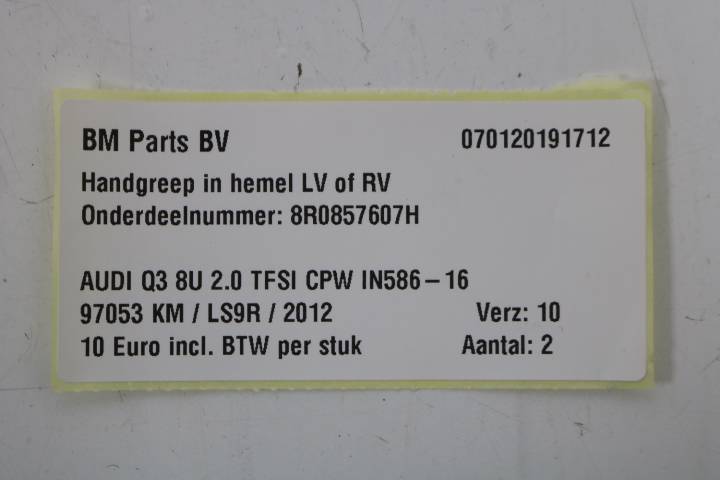 BM Parts BV 070120191712
Handgreep in hemel LV of RV
Onderdeelnummer: 8R0857607H
AUDI Q3 8U 2.0 TFSI CPW IN586-16
97053 KM / LS9R / 2012 Verz: 10
10 Euro incl. BTW per stuk Aantal: 2